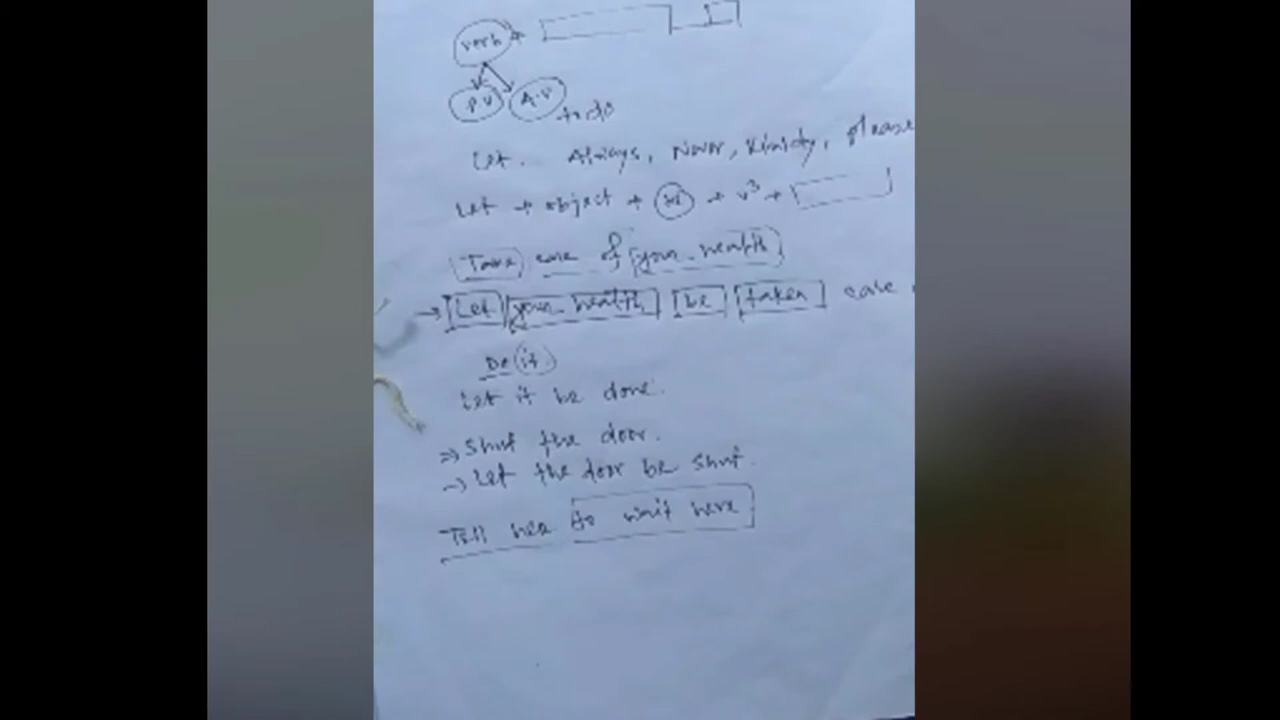 verb +
P.V A.V
to do
Let. Always, Never, Kindly, please
Let + object + be + v³ +
Take care of your health
→ Let your health be taken care
Do it.
Let it be done.
⇒ Shut the door.
→ Let the door be shut.
Tell her to wait here